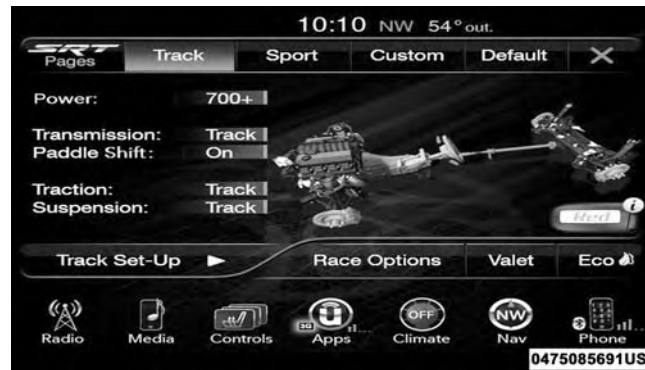 10:10 NW 54° out.
SRT Pages Track Sport Custom Default X
Power: 700+
Transmission: Track
Paddle Shift: On
Traction: Track
Suspension: Track
i
Red
Track Set-Up Race Options Valet Eco
3G U OFF NW
Radio Media Controls Apps Climate Nav Phone
0475085691US